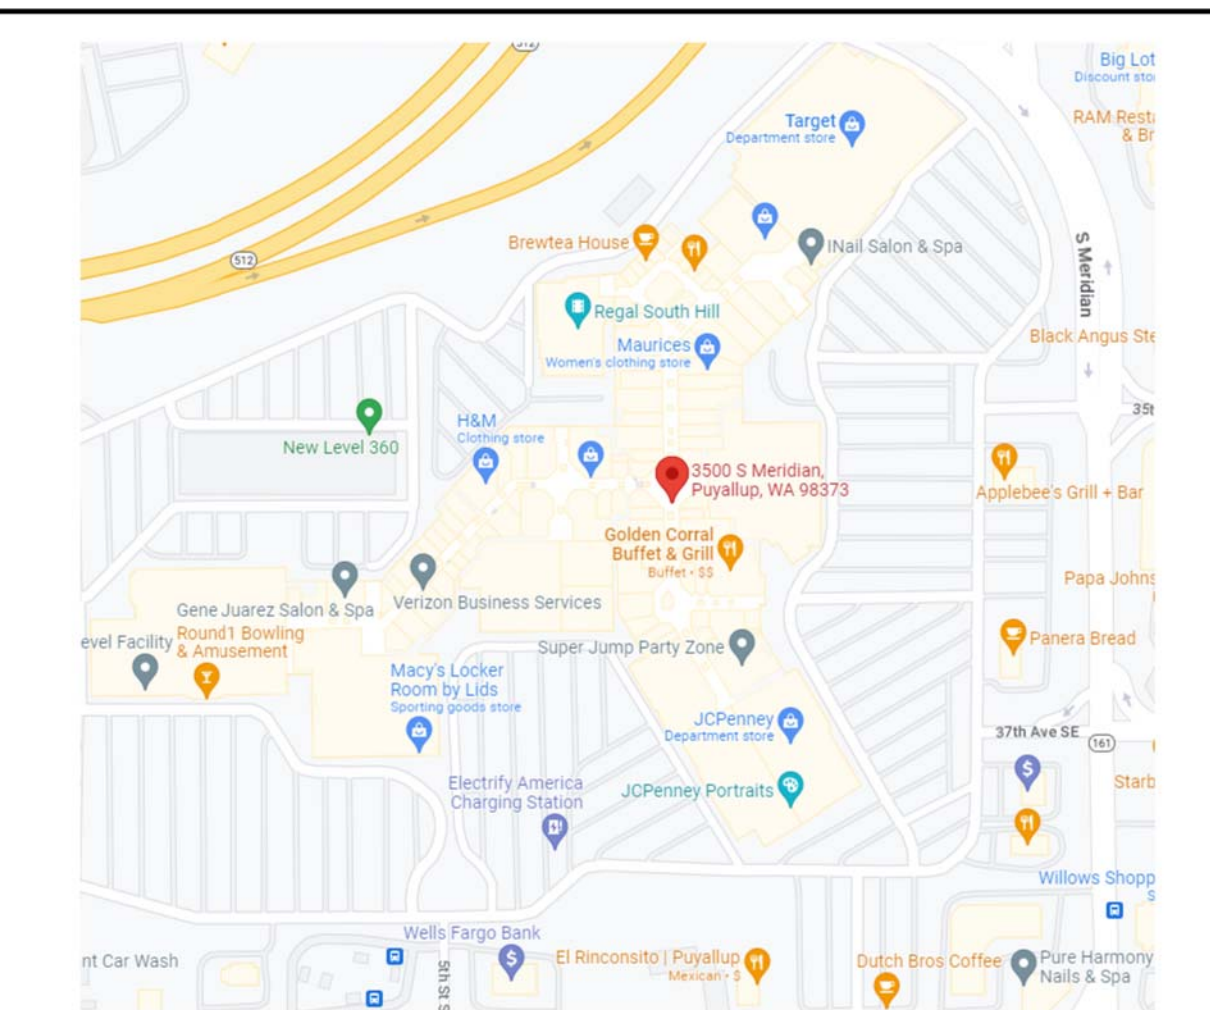 512
Big Lot
Discount sto
RAM Resta
& Br
Target
Department store
Brewtea House
INail Salon & Spa
S Meridian
512
Regal South Hill
Maurices
Women's clothing store
Black Angus Ste
35t
H&M
Clothing store
New Level 360
3500 S Meridian,
Puyallup, WA 98373
Applebee's Grill + Bar
Golden Corral
Buffet & Grill
Buffet • $$
Papa Johns
Verizon Business Services
Gene Juarez Salon & Spa
evel Facility
Round1 Bowling
& Amusement
Super Jump Party Zone
Panera Bread
Macy's Locker
Room by Lids
Sporting goods store
JCPenney
Department store
37th Ave SE
161
Electrify America
Charging Station
JCPenney Portraits
Starb
Willows Shopp
S
Wells Fargo Bank
nt Car Wash
5th St S
El Rinconsito | Puyallup
Mexican • $
Dutch Bros Coffee
Pure Harmony
Nails & Spa